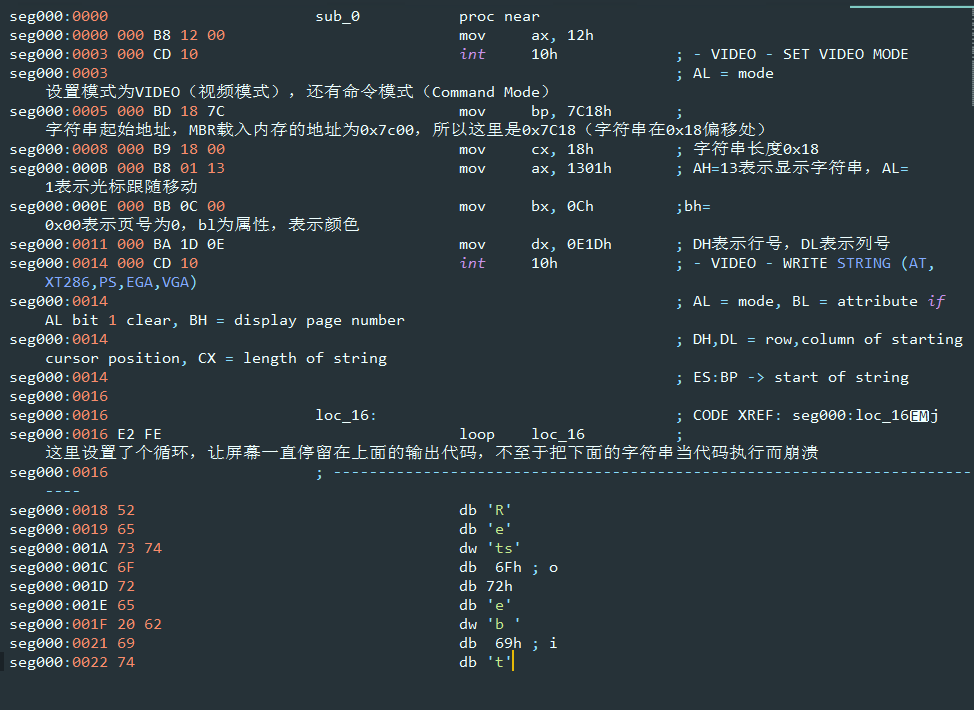 seg000:0000 sub_0 proc near
seg000:0000 000 B8 12 00 mov ax, 12h
seg000:0003 000 CD 10 int 10h ; - VIDEO - SET VIDEO MODE
seg000:0003 ; AL = mode
设置模式为VIDEO（视频模式），还有命令模式（Command Mode）
seg000:0005 000 BD 18 7C mov bp, 7C18h ;
字符串起始地址，MBR载入内存的地址为0x7c00，所以这里是0x7C18（字符串在0x18偏移处）
seg000:0008 000 B9 18 00 mov cx, 18h ; 字符串长度0x18
seg000:000B 000 B8 01 13 mov ax, 1301h ; AH=13表示显示字符串，AL=
1表示光标跟随移动
seg000:000E 000 BB 0C 00 mov bx, 0Ch ;bh=
0x00表示页号为0，bl为属性，表示颜色
seg000:0011 000 BA 1D 0E mov dx, 0E1Dh ; DH表示行号，DL表示列号
seg000:0014 000 CD 10 int 10h ; - VIDEO - WRITE STRING (AT,
XT286,PS,EGA,VGA)
seg000:0014 ; AL = mode, BL = attribute if
AL bit 1 clear, BH = display page number
seg000:0014 ; DH,DL = row,column of starting
cursor position, CX = length of string
seg000:0014 ; ES:BP -> start of string
seg000:0016
seg000:0016 loc_16: ; CODE XREF: seg000:loc_16EMj
seg000:0016 E2 FE loop loc_16 ;
这里设置了个循环，让屏幕一直停留在上面的输出代码，不至于把下面的字符串当代码执行而崩溃
seg000:0016 ; -----------------------------------------------------------------------
----
seg000:0018 52 db 'R'
seg000:0019 65 db 'e'
seg000:001A 73 74 dw 'ts'
seg000:001C 6F db 6Fh ; o
seg000:001D 72 db 72h
seg000:001E 65 db 'e'
seg000:001F 20 62 dw 'b '
seg000:0021 69 db 69h ; i
seg000:0022 74 db 't'